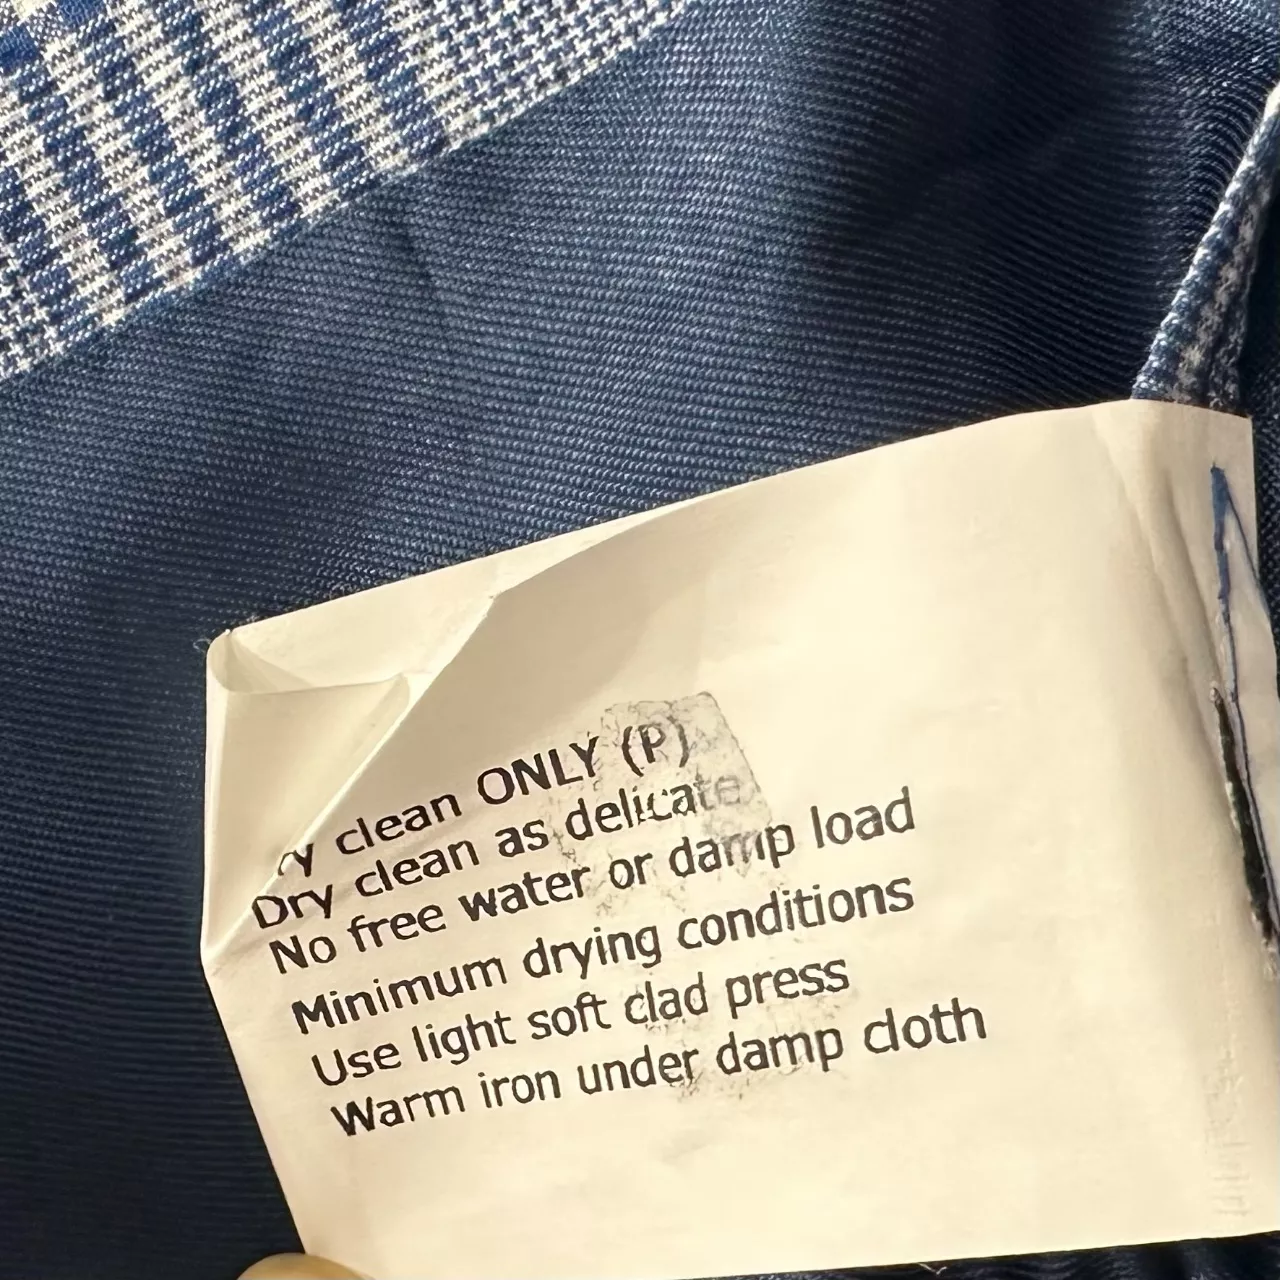 ry clean ONLY (P)
Dry clean as delicate
No free water or damp load
Minimum drying conditions
Use light soft clad press
Warm iron under damp cloth